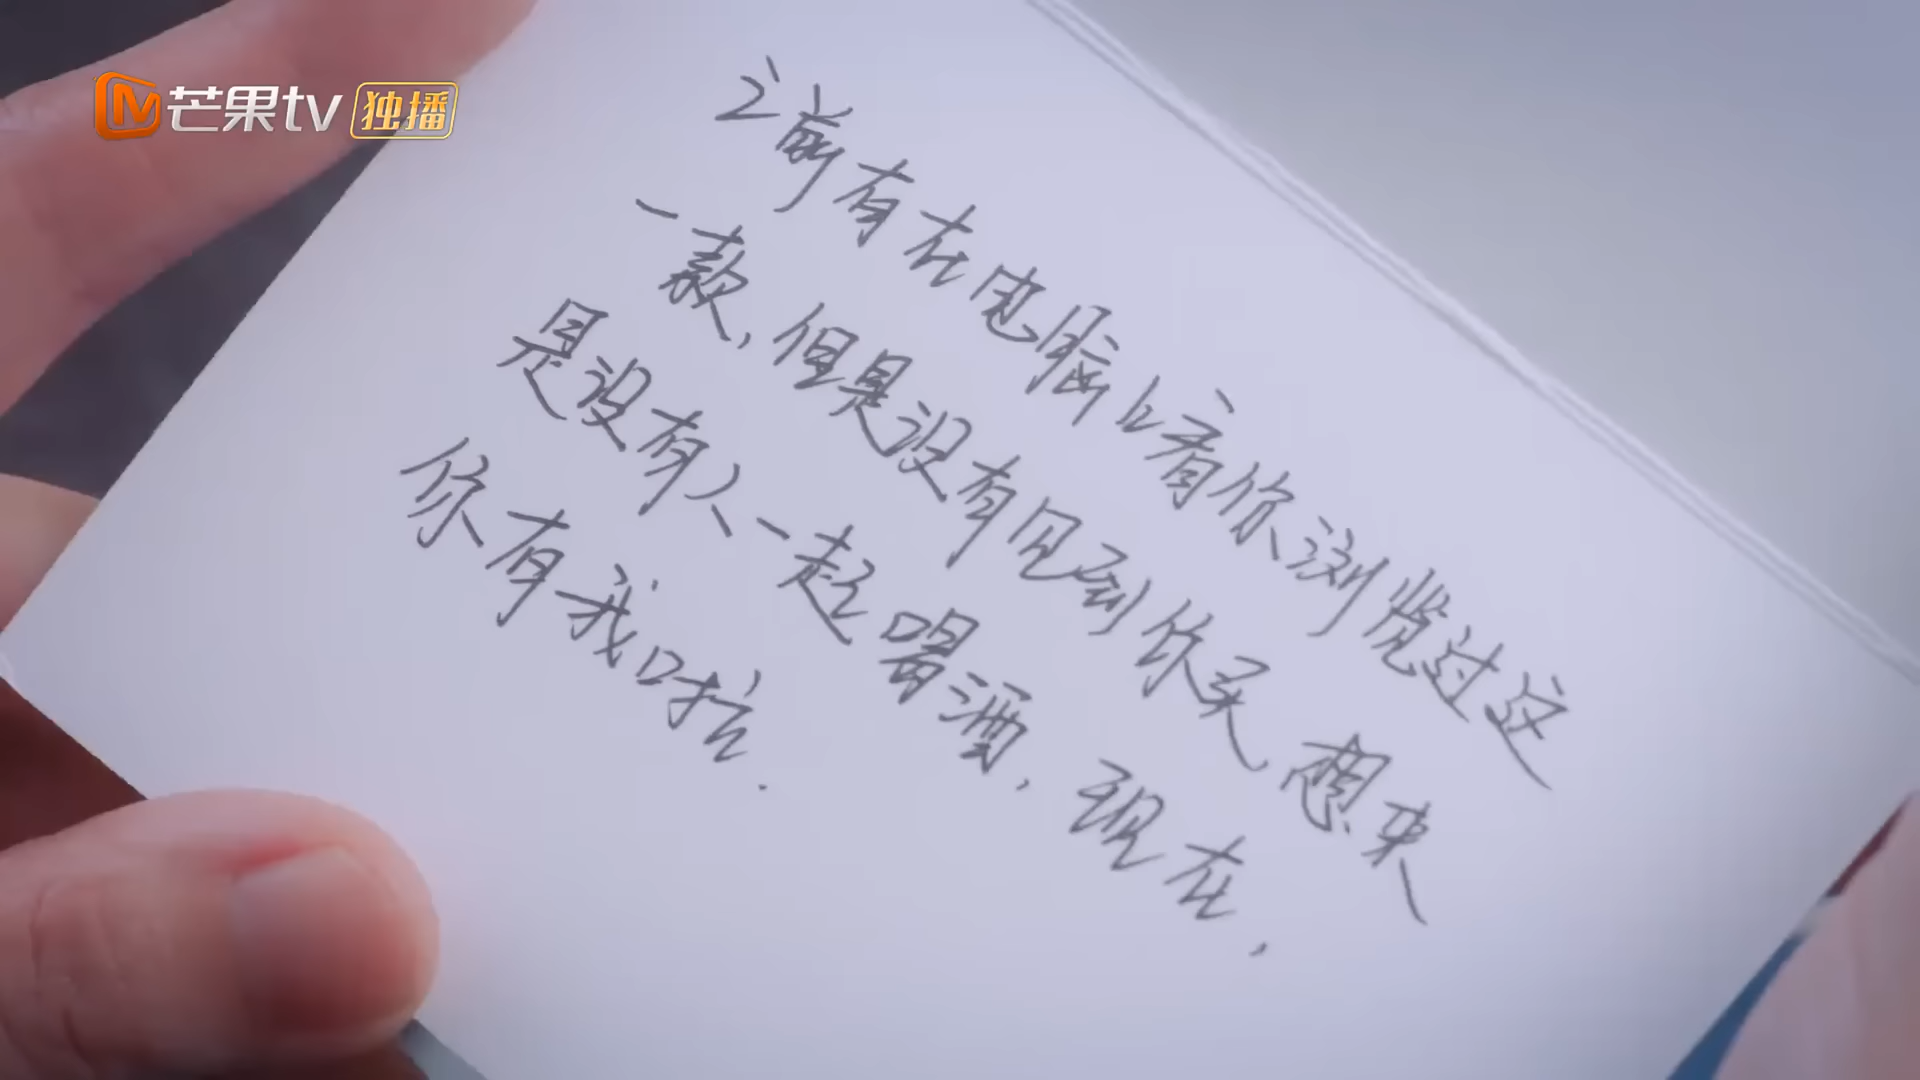 芒果tv 独播
之前有在电脑上看你浏览过这
一款,但是没有见到你买,想来
是没有人一起喝酒,现在,
你有我啦.